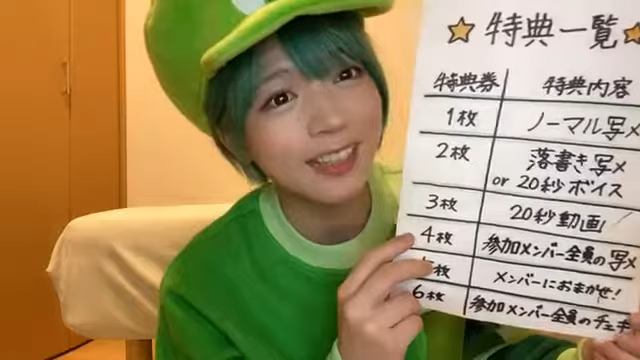 特典一覧
特典券 特典内容
1枚 ノーマル写メ
2枚 落書き写メ
or 20秒ボイス
3枚 20秒動画
4枚 参加メンバー全員の写メ
枚 メンバーにおまかせ!
6枚 参加メンバー全員のチェキ